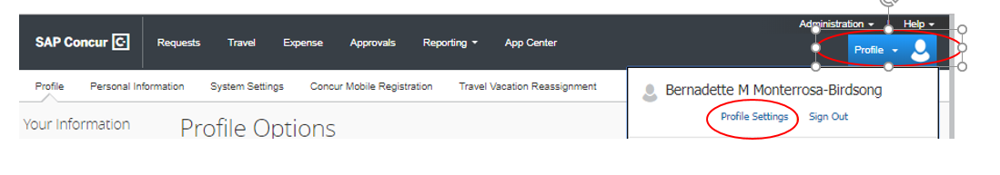 Administration Help
SAP Concur C Requests Travel Expense Approvals Reporting App Center Profile
Profile Personal Information System Settings Concur Mobile Registration Travel Vacation Reassignment
Bernadette M Monterrosa-Birdsong
Profile Settings Sign Out
Your Information Profile Options